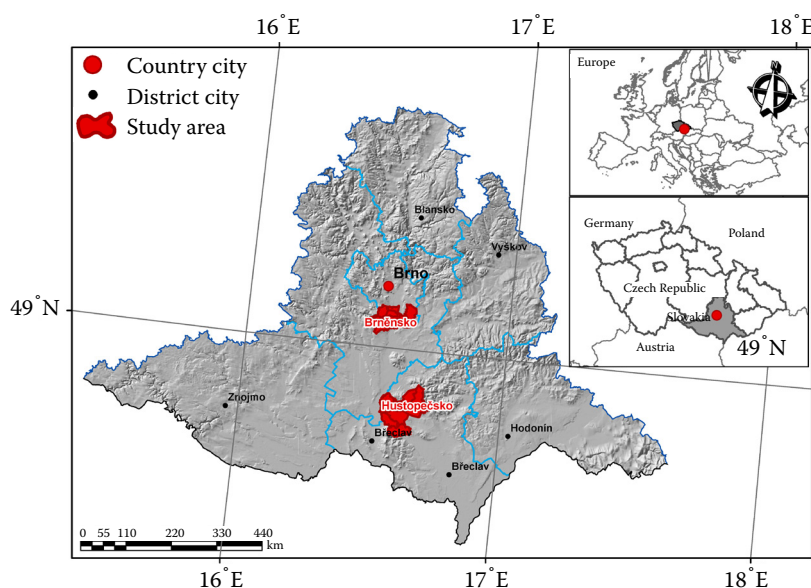 16°E
17°E
18°E
Country city
District city
Study area
Europe
Blansko
Vyškov
Brno
Brněnsko
49°N
Germany
Poland
Czech Republic
Slovakia
Austria
49°N
Znojmo
Hustopečsko
Břeclav
Hodonín
Břeclav
0 55 110 220 330 440
km
16°E
17°E
18°E